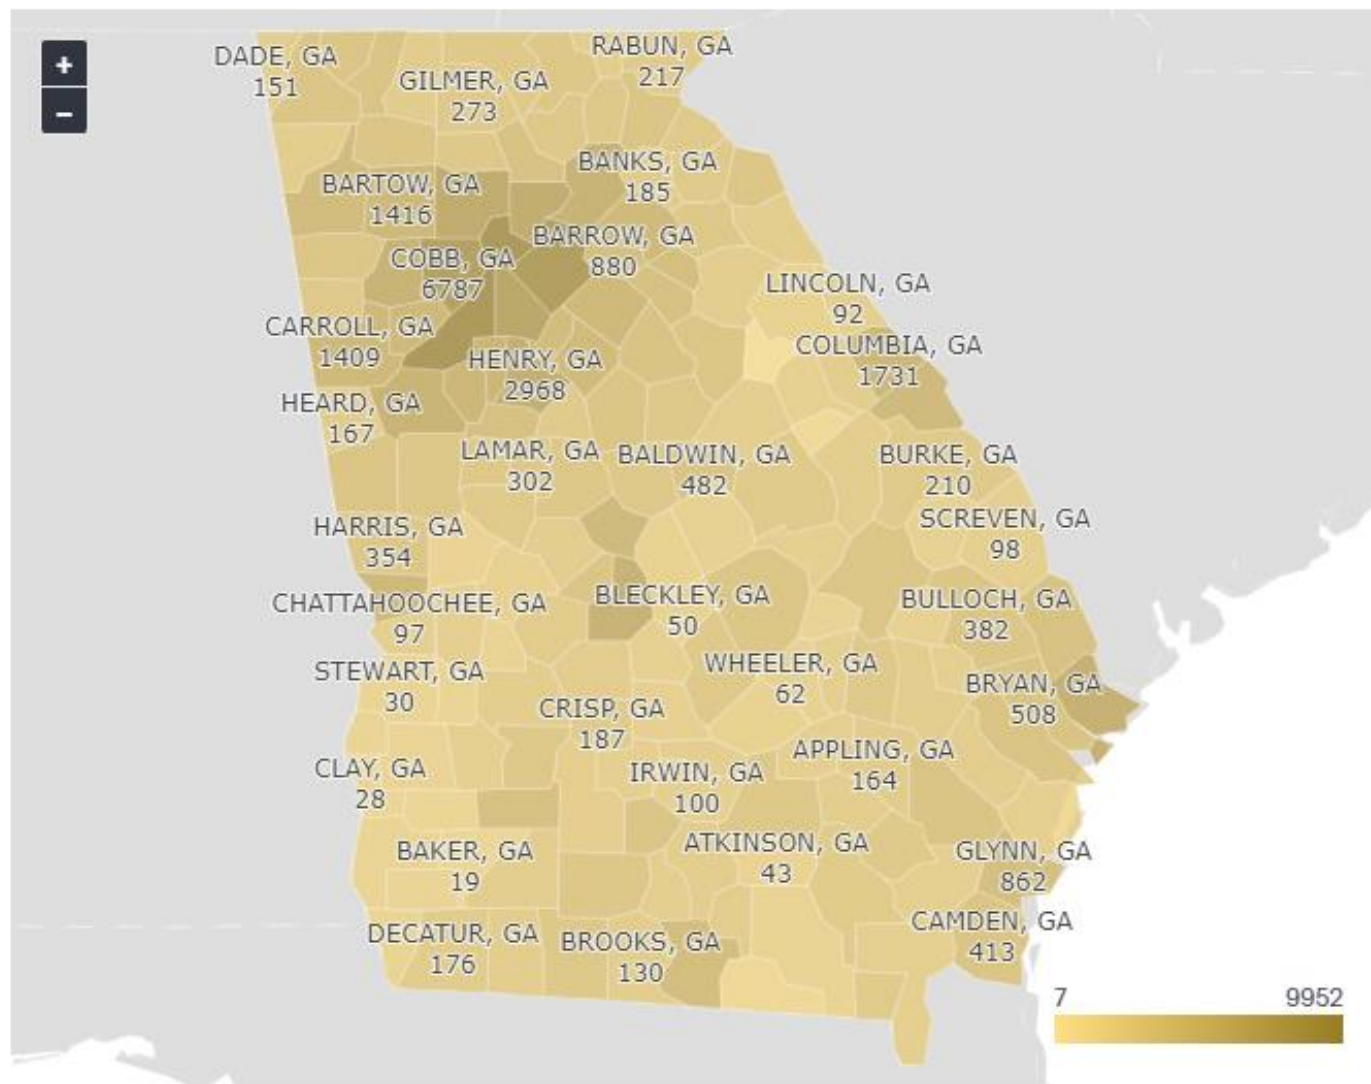 +
−
DADE, GA
151
GILMER, GA
273
RABUN, GA
217
BANKS, GA
185
BARTOW, GA
1416
BARROW, GA
880
COBB, GA
6787
LINCOLN, GA
92
CARROLL, GA
1409
HENRY, GA
2968
COLUMBIA, GA
1731
HEARD, GA
167
LAMAR, GA
302
BALDWIN, GA
482
BURKE, GA
210
HARRIS, GA
354
SCREVEN, GA
98
CHATTAHOOCHEE, GA
97
BLECKLEY, GA
50
BULLOCH, GA
382
STEWART, GA
30
WHEELER, GA
62
BRYAN, GA
508
CRISP, GA
187
CLAY, GA
28
IRWIN, GA
100
APPLING, GA
164
BAKER, GA
19
ATKINSON, GA
43
GLYNN, GA
862
DECATUR, GA
176
BROOKS, GA
130
CAMDEN, GA
413
7 9952